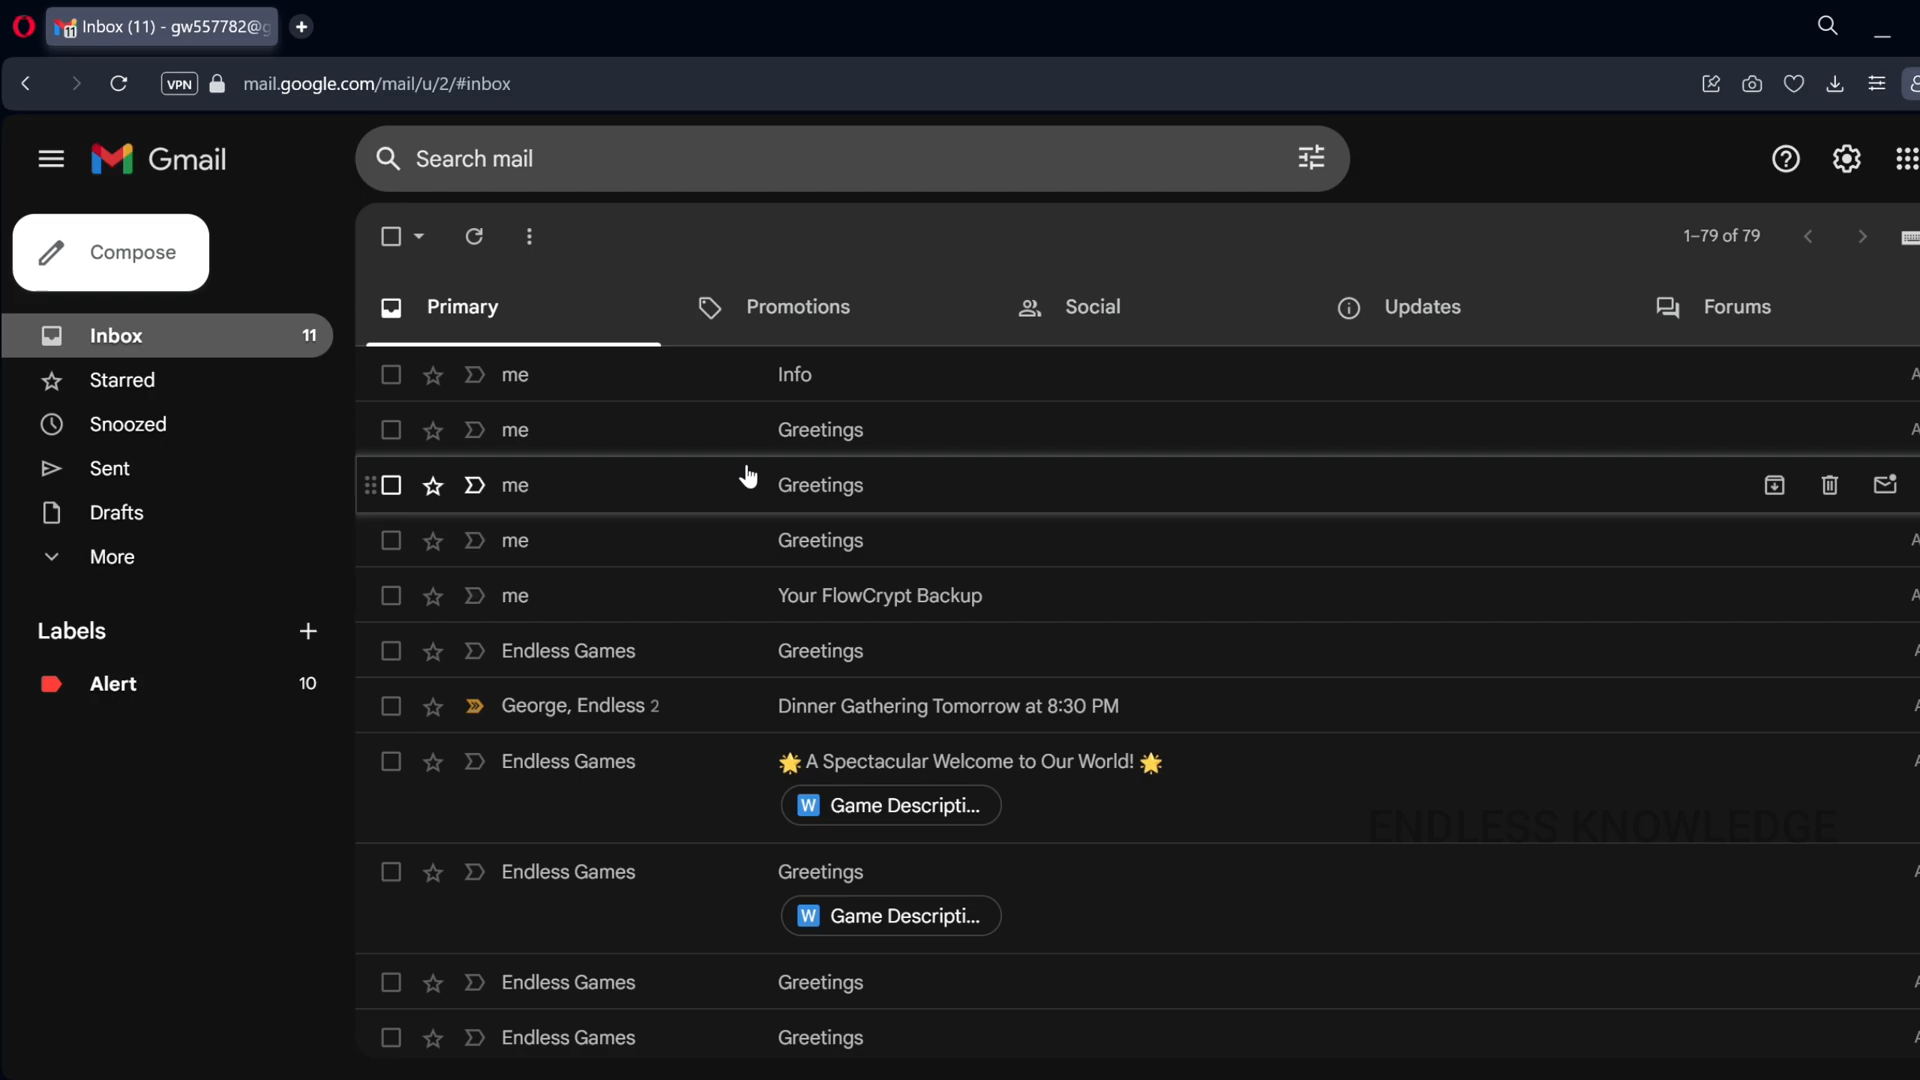 Inbox (11) - gw557782@g
VPN mail.google.com/mail/u/2/#inbox
Gmail
Search mail
Compose
1–79 of 79
Primary
Promotions
Social
Updates
Forums
Inbox 11
Starred
Snoozed
Sent
Drafts
More
Labels
Alert 10
me Info
me Greetings
me Greetings
me Greetings
me Your FlowCrypt Backup
Endless Games Greetings
George, Endless 2 Dinner Gathering Tomorrow at 8:30 PM
Endless Games 🌟 A Spectacular Welcome to Our World! 🌟
W Game Descripti...
Endless Games Greetings
W Game Descripti...
Endless Games Greetings
Endless Games Greetings
ENDLESS KNOWLEDGE